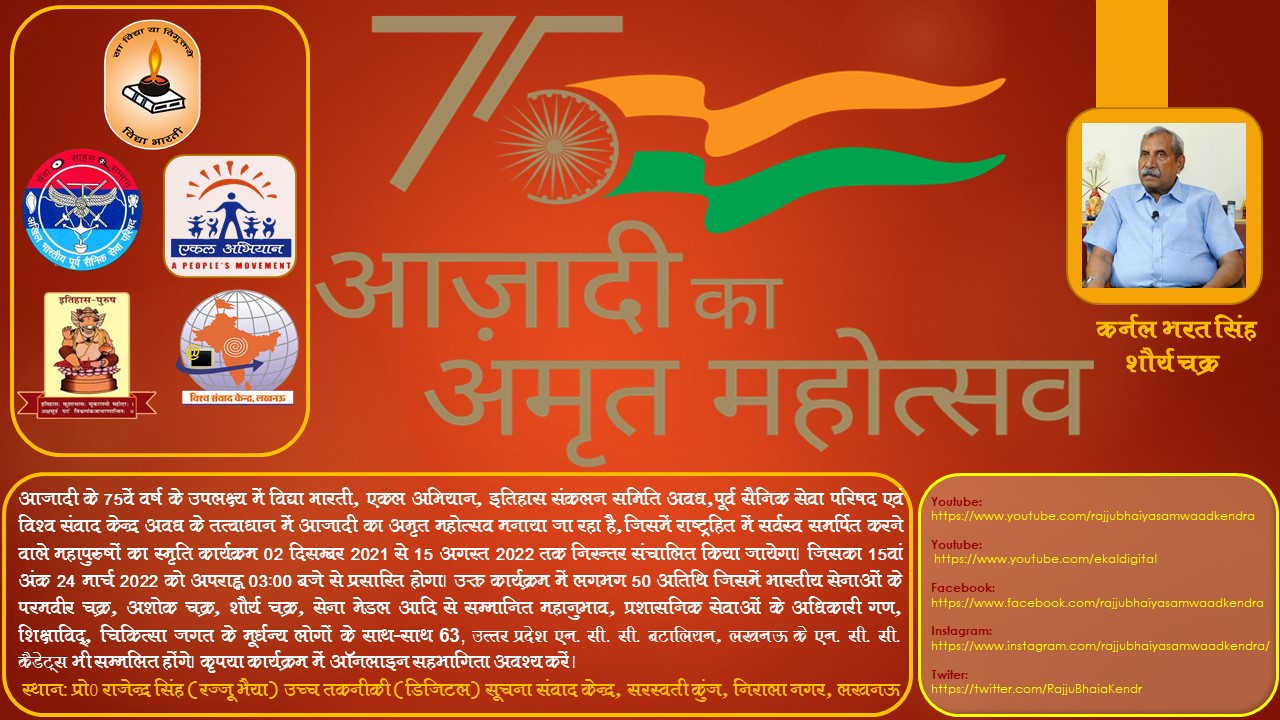 सा विद्या या विमुक्तये
विद्या भारती
सेवा साहस सम्मान
अखिल भारतीय पूर्व सैनिक सेवा परिषद
एकल अभियान
A PEOPLE'S MOVEMENT
इतिहास-पुरुष
विश्व संवाद केन्द्र, लखनऊ
75
आज़ादी का
अमृत महोत्सव
कर्नल भरत सिंह
शौर्य चक्र
आजादी के 75वें वर्ष के उपलक्ष्य में विद्या भारती, एकल अभियान, इतिहास संकलन समिति अवध,पूर्व सैनिक सेवा परिषद एवं
विश्व संवाद केन्द्र अवध के तत्वाधान में आजादी का अमृत महोत्सव मनाया जा रहा है, जिसमें राष्ट्रहित में सर्वस्व समर्पित करने
वाले महापुरुषों का स्मृति कार्यक्रम 02 दिसम्बर 2021 से 15 अगस्त 2022 तक निरन्तर संचालित किया जायेगा। जिसका 15वां
अंक 24 मार्च 2022 को अपराह्न 03:00 बजे से प्रसारित होगा। उक्त कार्यक्रम में लगभग 50 अतिथि जिसमें भारतीय सेनाओं के
परमवीर चक्र, अशोक चक्र, शौर्य चक्र, सेना मेडल आदि से सम्मानित महानुभाव, प्रशासनिक सेवाओं के अधिकारी गण,
शिक्षाविद्, चिकित्सा जगत के मूर्धन्य लोगों के साथ-साथ 63, उत्तर प्रदेश एन. सी. सी. बटालियन, लखनऊ के एन. सी. सी.
कैडेट्स भी सम्मलित होंगे। कृपया कार्यक्रम में ऑनलाइन सहभागिता अवश्य करें।
स्थान: प्रो0 राजेन्द्र सिंह (रज्जू भैया) उच्च तकनीकी (डिजिटल) सूचना संवाद केन्द्र, सरस्वती कुंज, निराला नगर, लखनऊ
Youtube:
https://www.youtube.com/rajjubhaiyasamwaadkendra
Youtube:
https://www.youtube.com/ekaldigital
Facebook:
https://www.facebook.com/rajjubhaiyasamwaadkendra
Instagram:
https://www.instagram.com/rajjubhaiyasamwaadkendra/
Twiter:
https://twitter.com/RajjuBhaiaKendr